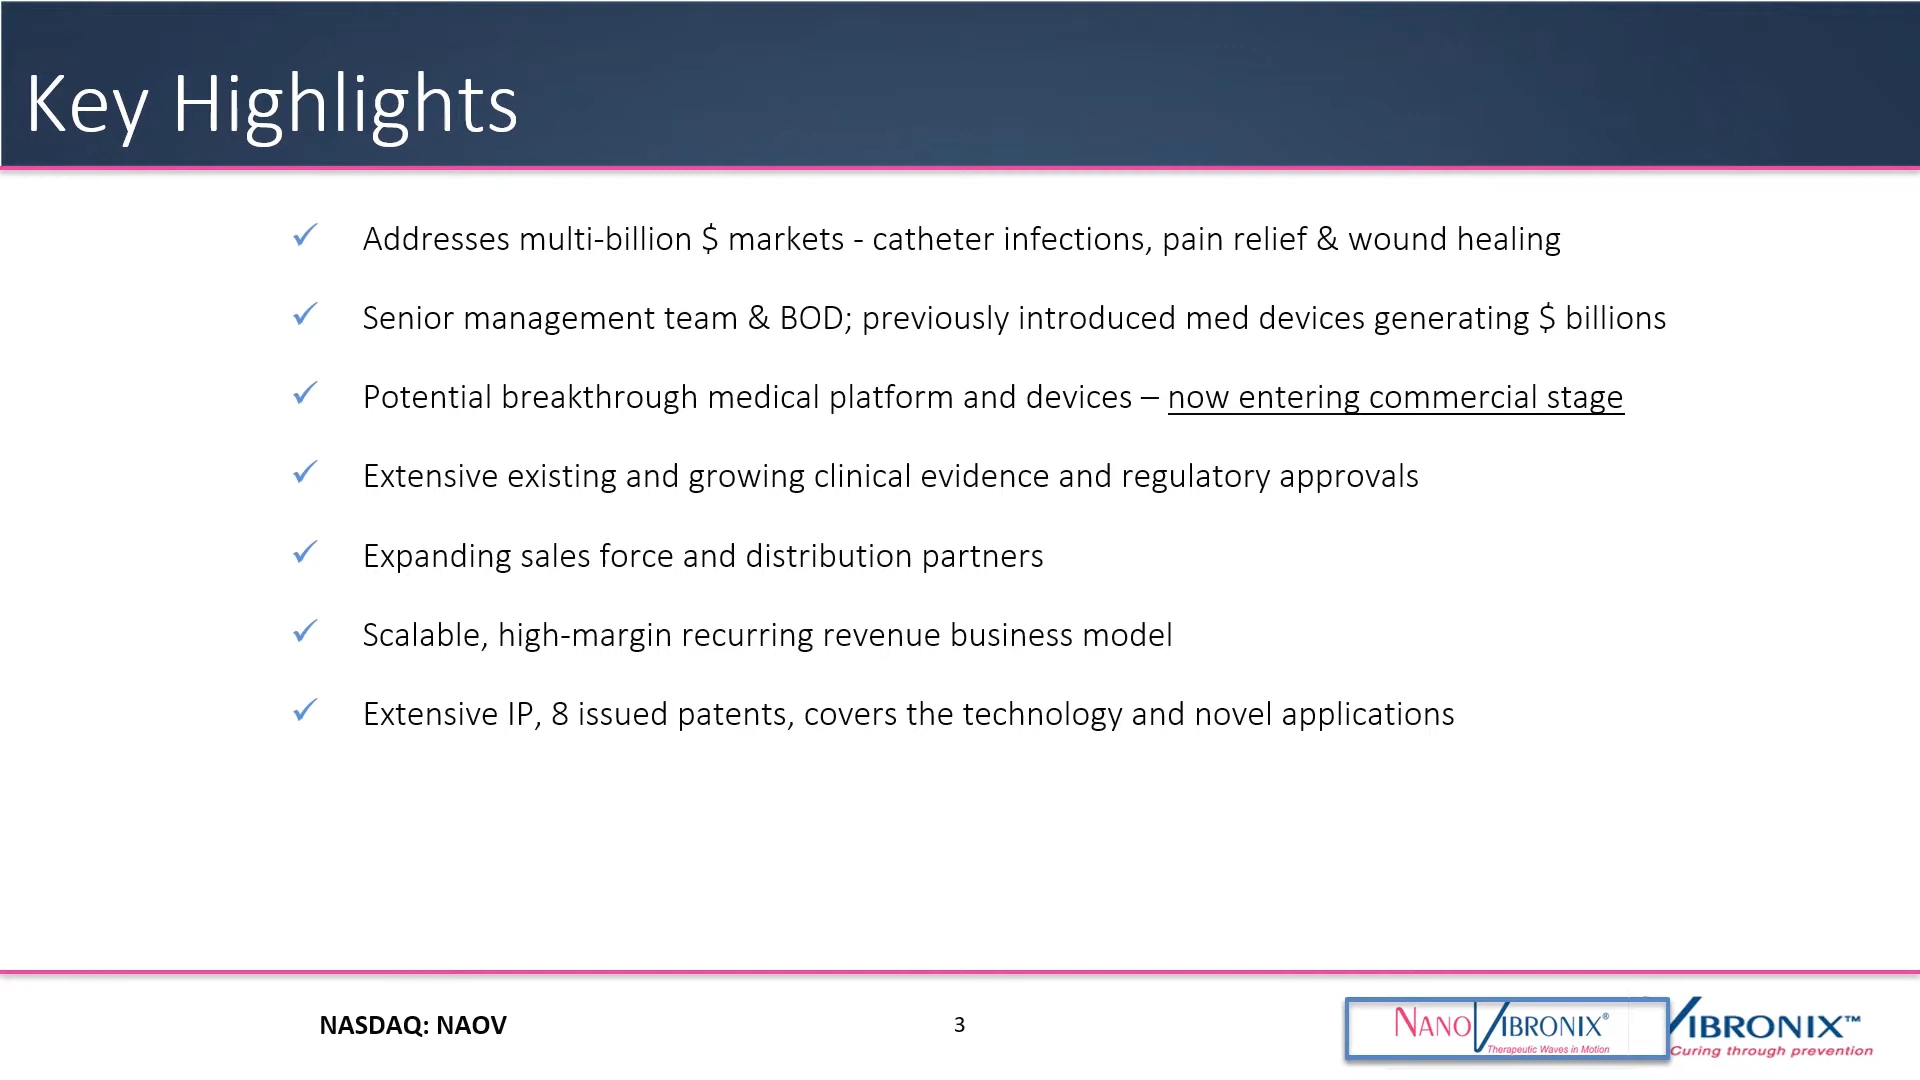 Key Highlights
✓ Addresses multi-billion $ markets - catheter infections, pain relief & wound healing
✓ Senior management team & BOD; previously introduced med devices generating $ billions
✓ Potential breakthrough medical platform and devices – now entering commercial stage
✓ Extensive existing and growing clinical evidence and regulatory approvals
✓ Expanding sales force and distribution partners
✓ Scalable, high-margin recurring revenue business model
✓ Extensive IP, 8 issued patents, covers the technology and novel applications
NASDAQ: NAOV
3
NANOVIBRONIX®
Therapeutic Waves in Motion
VIBRONIX™
Curing through prevention